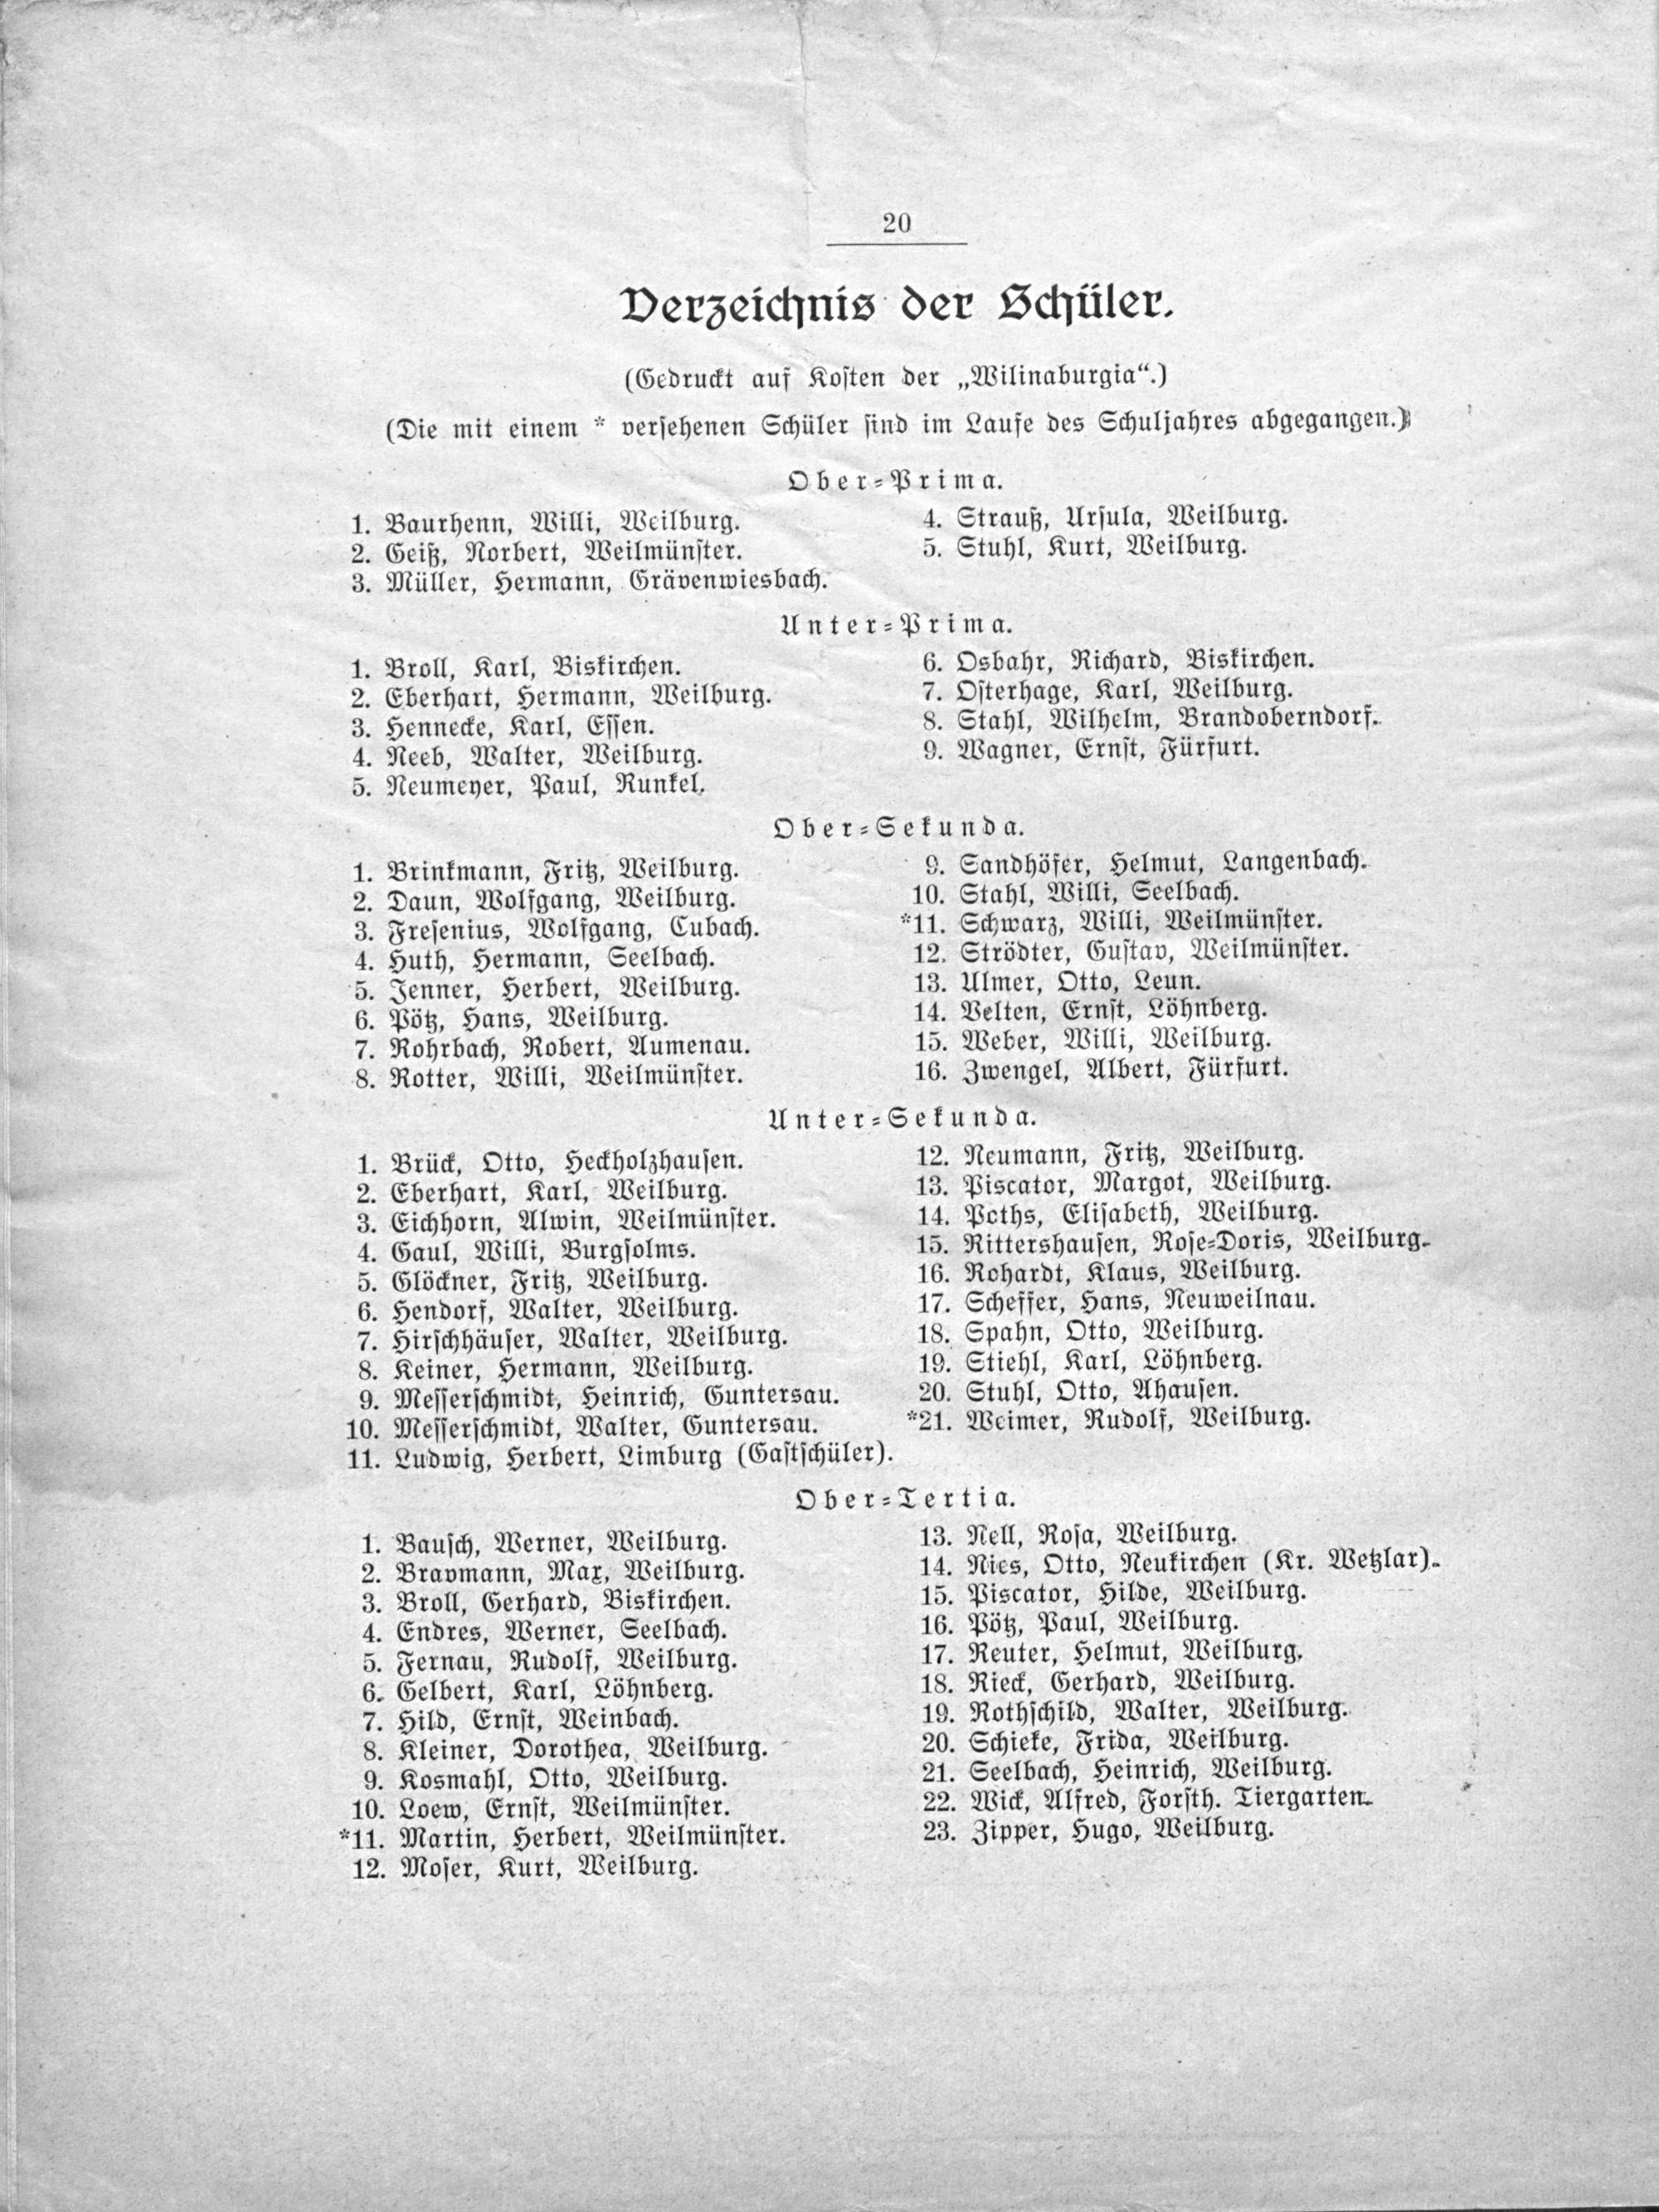 20
Verzeichnis der Schüler.
(Gedruckt auf Kosten der „Wilinaburgia“.)
(Die mit einem * versehenen Schüler sind im Laufe des Schuljahres abgegangen.)
Ober-Prima.
1. Baurhenn, Willi, Weilburg.
2. Geiß, Norbert, Weilmünster.
3. Müller, Hermann, Grävenwiesbach.
4. Strauß, Ursula, Weilburg.
5. Stuhl, Kurt, Weilburg.
Unter-Prima.
1. Broll, Karl, Biskirchen.
2. Eberhart, Hermann, Weilburg.
3. Hennecke, Karl, Essen.
4. Neeb, Walter, Weilburg.
5. Neumeyer, Paul, Runkel.
6. Osbahr, Richard, Biskirchen.
7. Osterhage, Karl, Weilburg.
8. Stahl, Wilhelm, Brandoberndorf.
9. Wagner, Ernst, Fürfurt.
Ober-Sekunda.
1. Brinkmann, Fritz, Weilburg.
2. Daun, Wolfgang, Weilburg.
3. Fresenius, Wolfgang, Cubach.
4. Huth, Hermann, Seelbach.
5. Jenner, Herbert, Weilburg.
6. Pötz, Hans, Weilburg.
7. Rohrbach, Robert, Aumenau.
8. Rotter, Willi, Weilmünster.
9. Sandhöfer, Helmut, Langenbach.
10. Stahl, Willi, Seelbach.
*11. Schwarz, Willi, Weilmünster.
12. Strödter, Gustav, Weilmünster.
13. Ulmer, Otto, Leun.
14. Velten, Ernst, Löhnberg.
15. Weber, Willi, Weilburg.
16. Zwengel, Albert, Fürfurt.
Unter-Sekunda.
1. Brück, Otto, Heckholzhausen.
2. Eberhart, Karl, Weilburg.
3. Eichhorn, Alwin, Weilmünster.
4. Gaul, Willi, Burgsolms.
5. Glöckner, Fritz, Weilburg.
6. Hendorf, Walter, Weilburg.
7. Hirschhäuser, Walter, Weilburg.
8. Keiner, Hermann, Weilburg.
9. Messerschmidt, Heinrich, Guntersau.
10. Messerschmidt, Walter, Guntersau.
11. Ludwig, Herbert, Limburg (Gastschüler).
12. Neumann, Fritz, Weilburg.
13. Piscator, Margot, Weilburg.
14. Poths, Elisabeth, Weilburg.
15. Rittershausen, Rose-Doris, Weilburg.
16. Rohardt, Klaus, Weilburg.
17. Scheffer, Hans, Neuweilnau.
18. Spahn, Otto, Weilburg.
19. Stiehl, Karl, Löhnberg.
20. Stuhl, Otto, Ahausen.
*21. Weimer, Rudolf, Weilburg.
Ober-Tertia.
1. Bausch, Werner, Weilburg.
2. Bravmann, Max, Weilburg.
3. Broll, Gerhard, Biskirchen.
4. Endres, Werner, Seelbach.
5. Fernau, Rudolf, Weilburg.
6. Gelbert, Karl, Löhnberg.
7. Hild, Ernst, Weinbach.
8. Kleiner, Dorothea, Weilburg.
9. Kosmahl, Otto, Weilburg.
10. Loew, Ernst, Weilmünster.
*11. Martin, Herbert, Weilmünster.
12. Moser, Kurt, Weilburg.
13. Nell, Rosa, Weilburg.
14. Nies, Otto, Neukirchen (Kr. Wetzlar).
15. Piscator, Hilde, Weilburg.
16. Pötz, Paul, Weilburg.
17. Reuter, Helmut, Weilburg.
18. Rieck, Gerhard, Weilburg.
19. Rothschild, Walter, Weilburg.
20. Schieke, Frida, Weilburg.
21. Seelbach, Heinrich, Weilburg.
22. Wick, Alfred, Forsth. Tiergarten.
23. Zipper, Hugo, Weilburg.